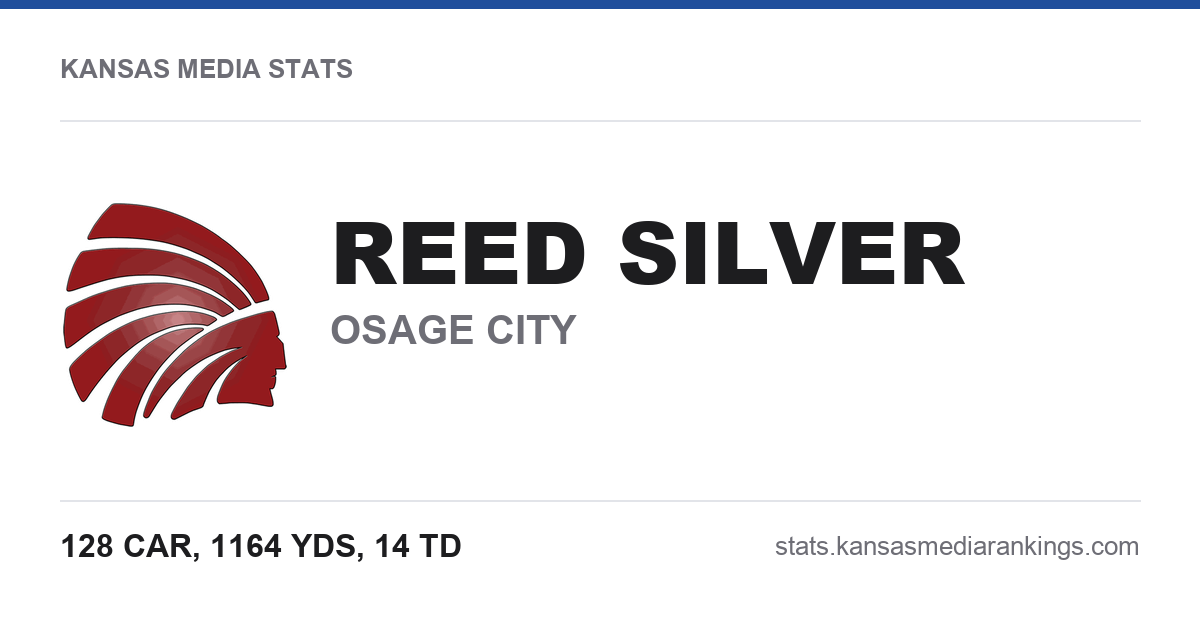 KANSAS MEDIA STATS
REED SILVER
OSAGE CITY
128 CAR, 1164 YDS, 14 TD
stats.kansasmediarankings.com